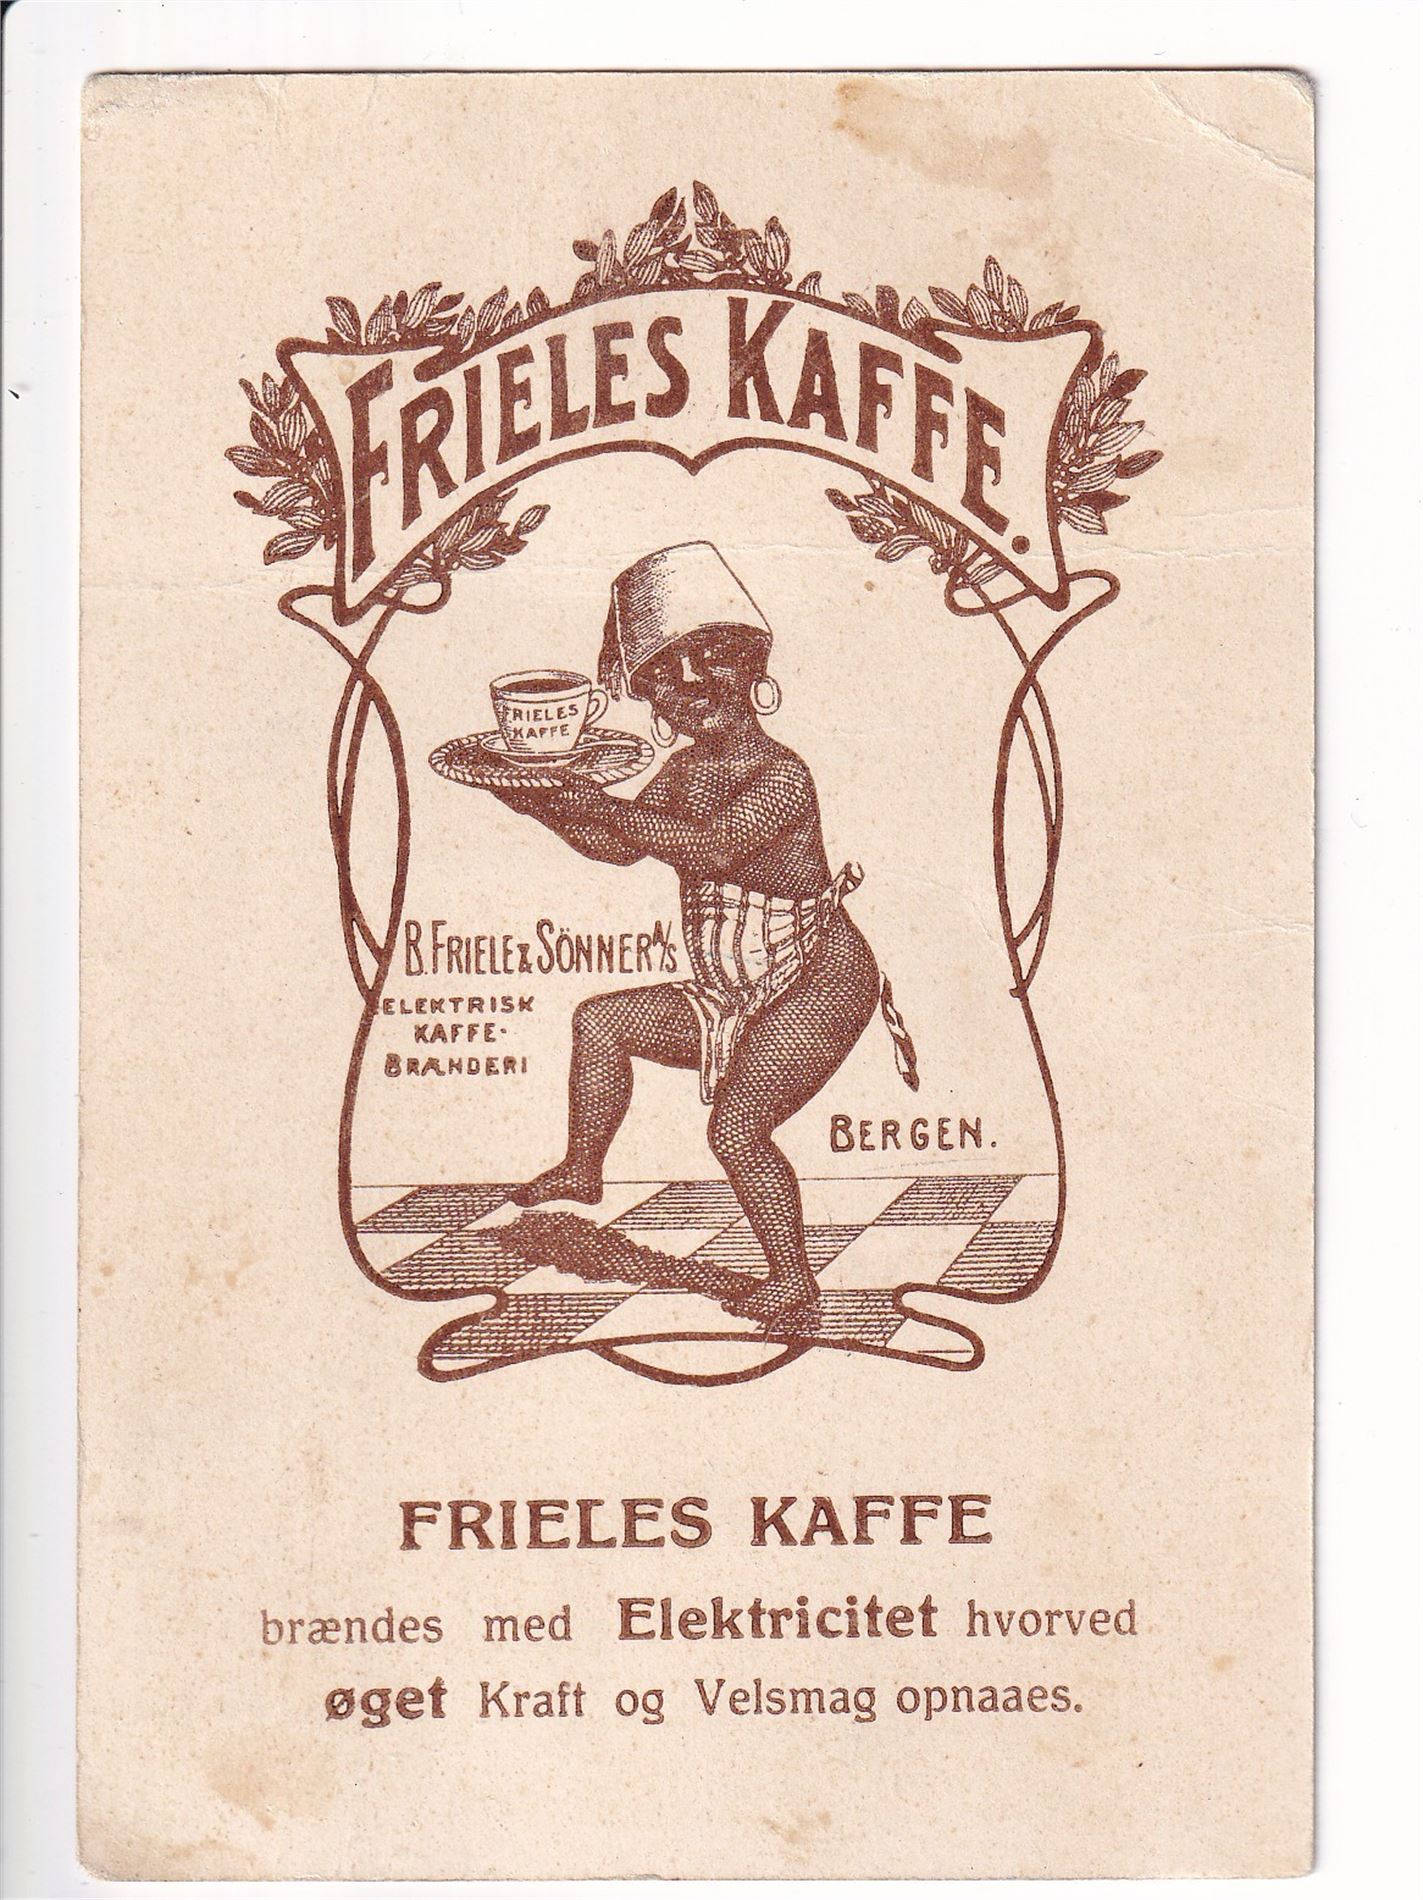 FRIELES KAFFE.
FRIELES
KAFFE
B. FRIELE & SÖNNER A/S
ELEKTRISK
KAFFE-
BRÆNDERI
BERGEN.
FRIELES KAFFE
brændes med Elektricitet hvorved
øget Kraft og Velsmag opnaaes.